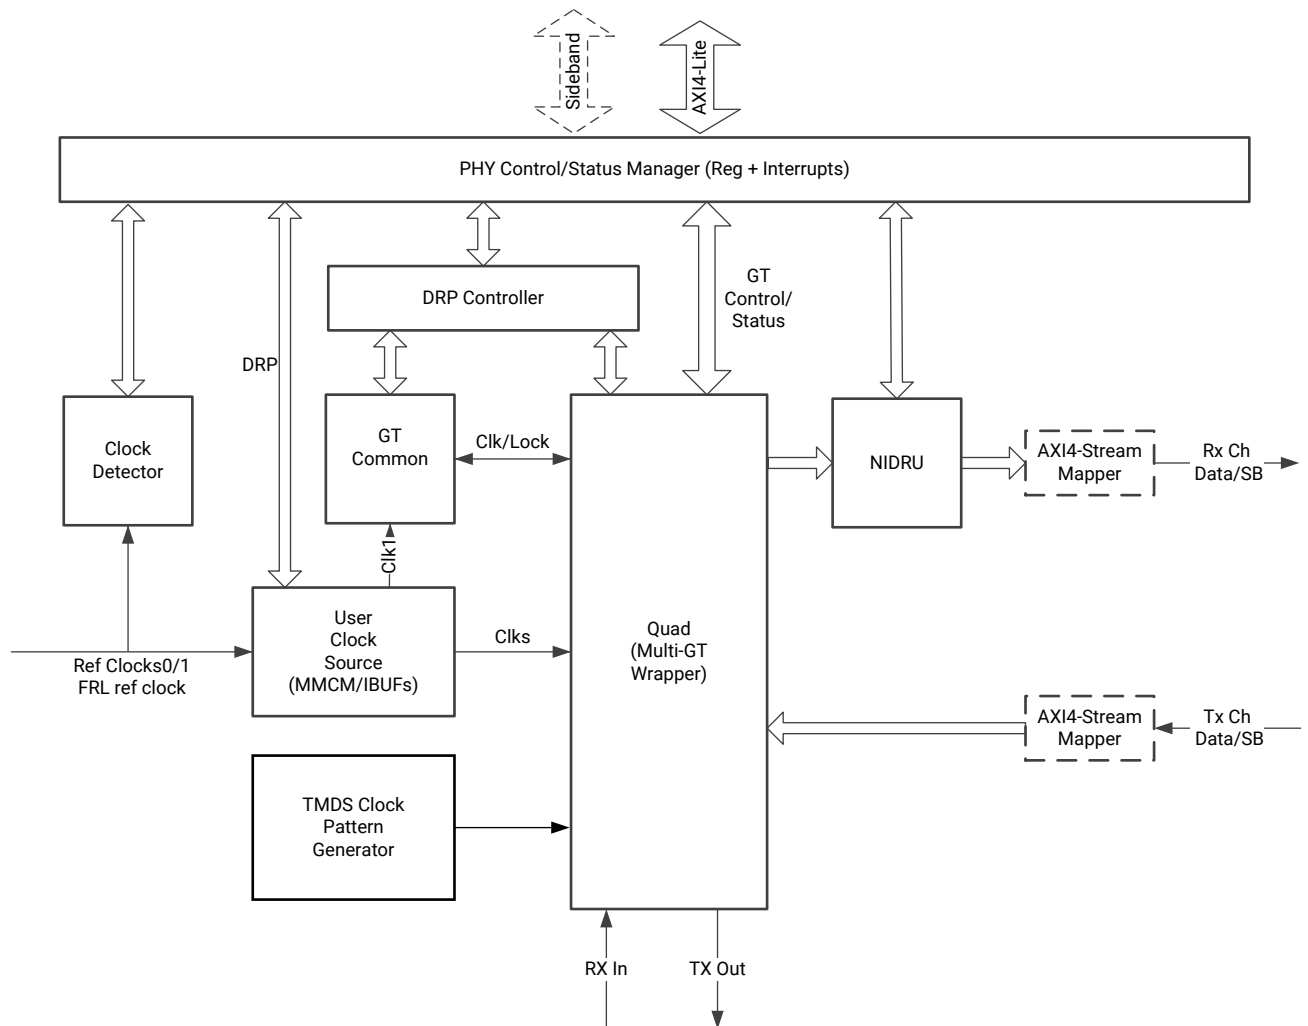 Sideband
AXI4-Lite
PHY Control/Status Manager (Reg + Interrupts)
DRP Controller
GT
Control/
Status
DRP
Clock
Detector
GT
Common
Clk/Lock
NIDRU
AXI4-Stream
Mapper
Rx Ch
Data/SB
Clk1
User
Clock
Source
(MMCM/IBUFs)
Clks
Quad
(Multi-GT
Wrapper)
Ref Clocks0/1
FRL ref clock
AXI4-Stream
Mapper
Tx Ch
Data/SB
TMDS Clock
Pattern
Generator
RX In
TX Out